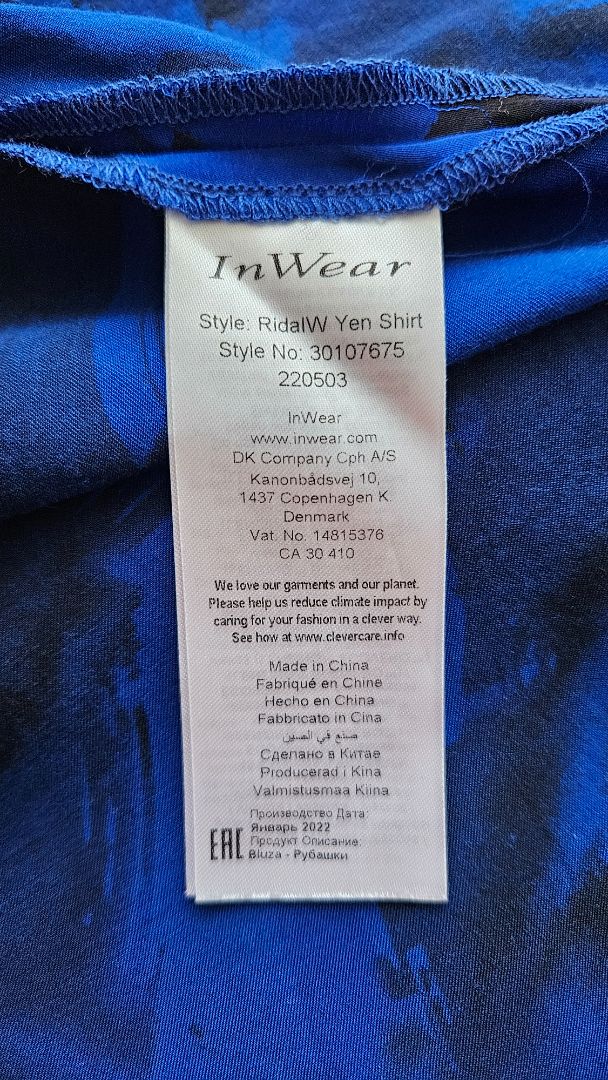 InWear
Style: RidaIW Yen Shirt
Style No: 30107675
220503
InWear
www.inwear.com
DK Company Cph A/S
Kanonbådsvej 10,
1437 Copenhagen K.
Denmark
Vat. No. 14815376
CA 30 410
We love our garments and our planet.
Please help us reduce climate impact by
caring for your fashion in a clever way.
See how at www.clevercare.info
Made in China
Fabriqué en Chine
Hecho en China
Fabbricato in Cina
صنع في الصين
Сделано в Китае
Producerad i Kina
Valmistusmaa Kiina
Производство Дата:
Январь 2022
Продукт Описание:
EAC Bluza - Рубашки